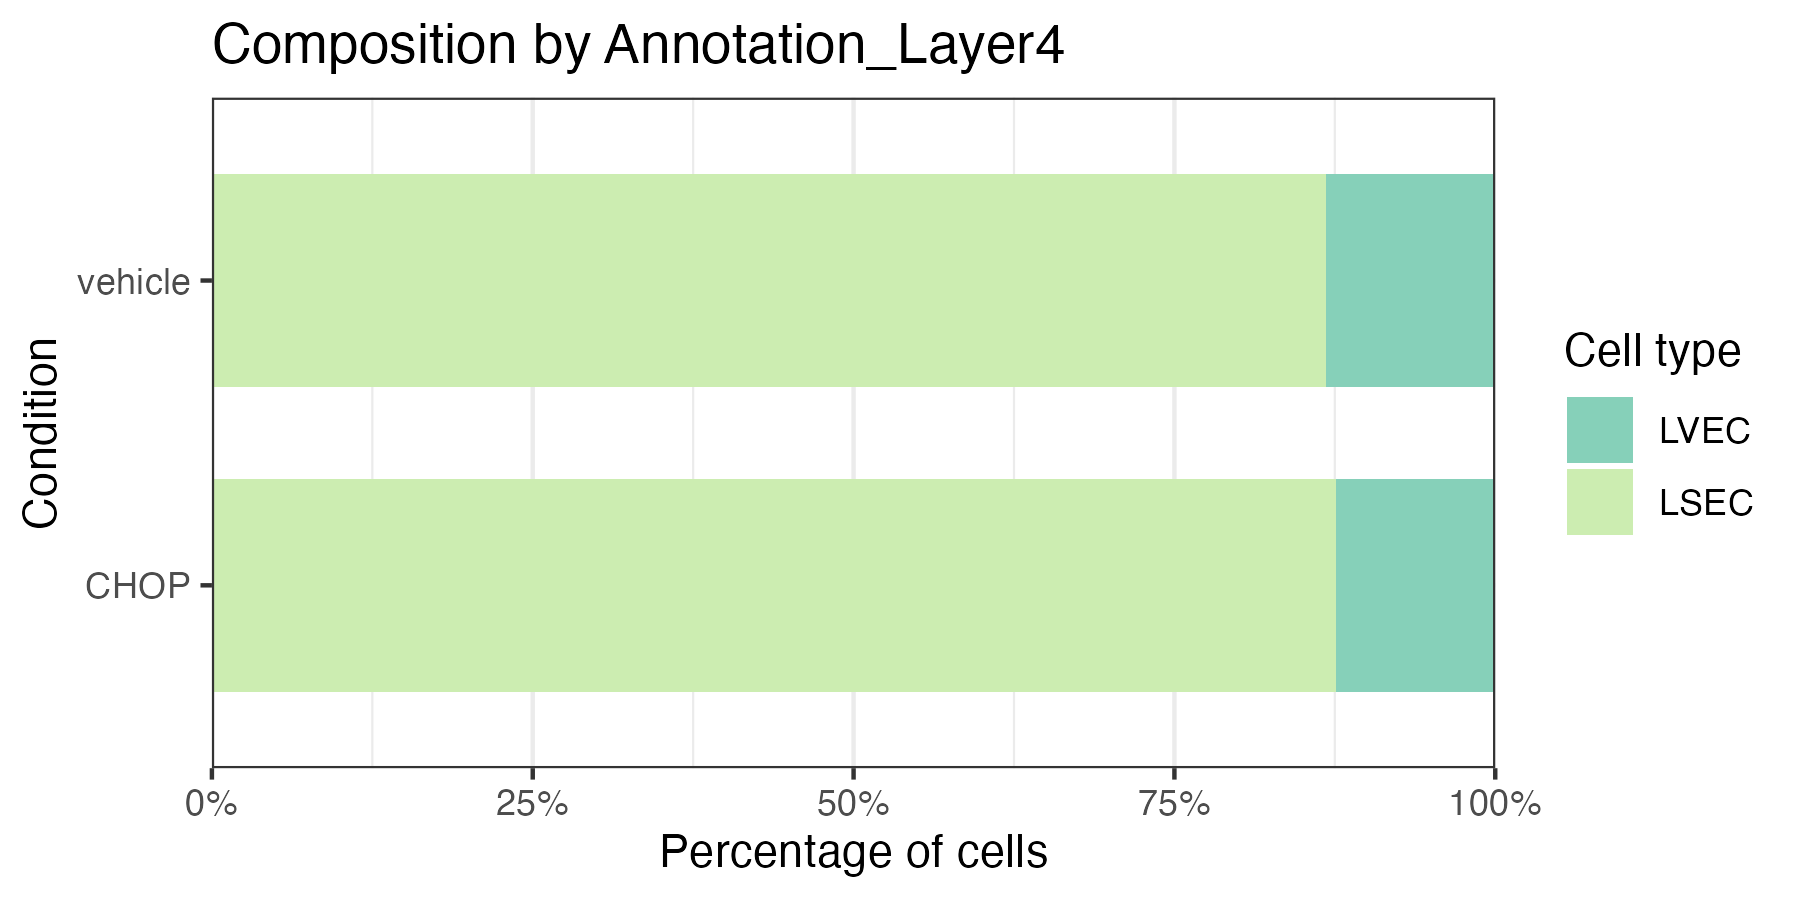 Composition by Annotation_Layer4
Condition
vehicle
CHOP
0% 25% 50% 75% 100%
Percentage of cells
Cell type
LVEC
LSEC